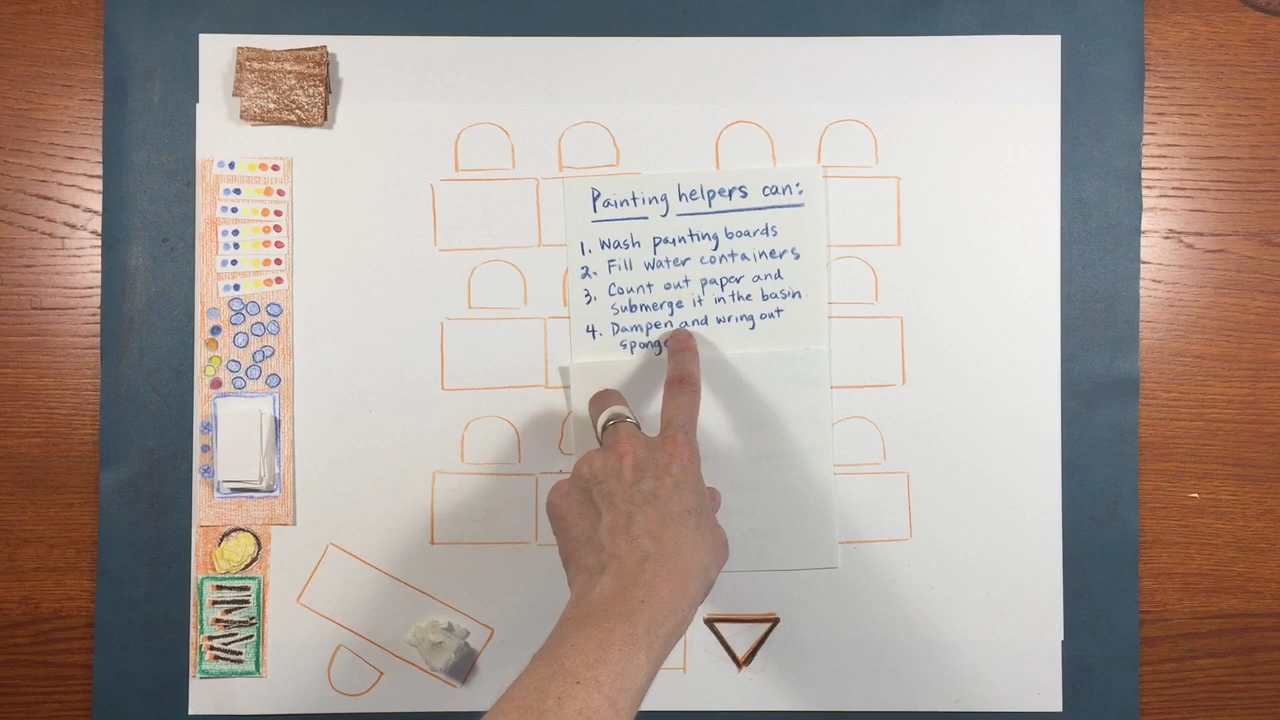 Painting helpers can:
1. Wash painting boards
2. Fill water containers
3. Count out paper and
submerge it in the basin
4. Dampen and wring out